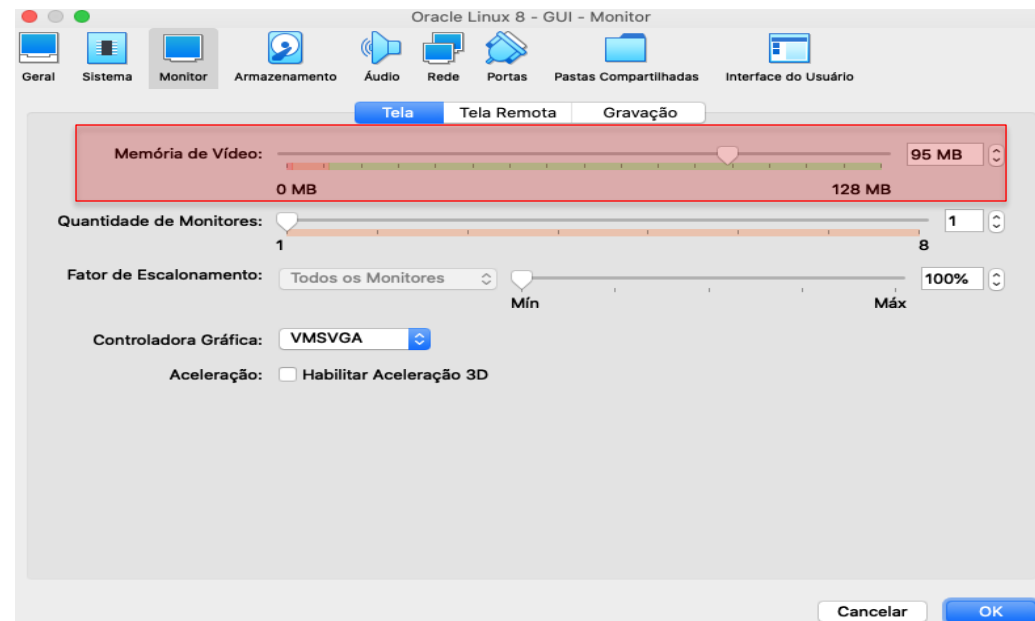 Oracle Linux 8 - GUI - Monitor
Geral Sistema Monitor Armazenamento Áudio Rede Portas Pastas Compartilhadas Interface do Usuário
Tela Tela Remota Gravação
Memória de Vídeo: 95 MB
0 MB 128 MB
Quantidade de Monitores: 1
1 8
Fator de Escalonamento: Todos os Monitores 100%
Mín Máx
Controladora Gráfica: VMSVGA
Aceleração: Habilitar Aceleração 3D
Cancelar OK